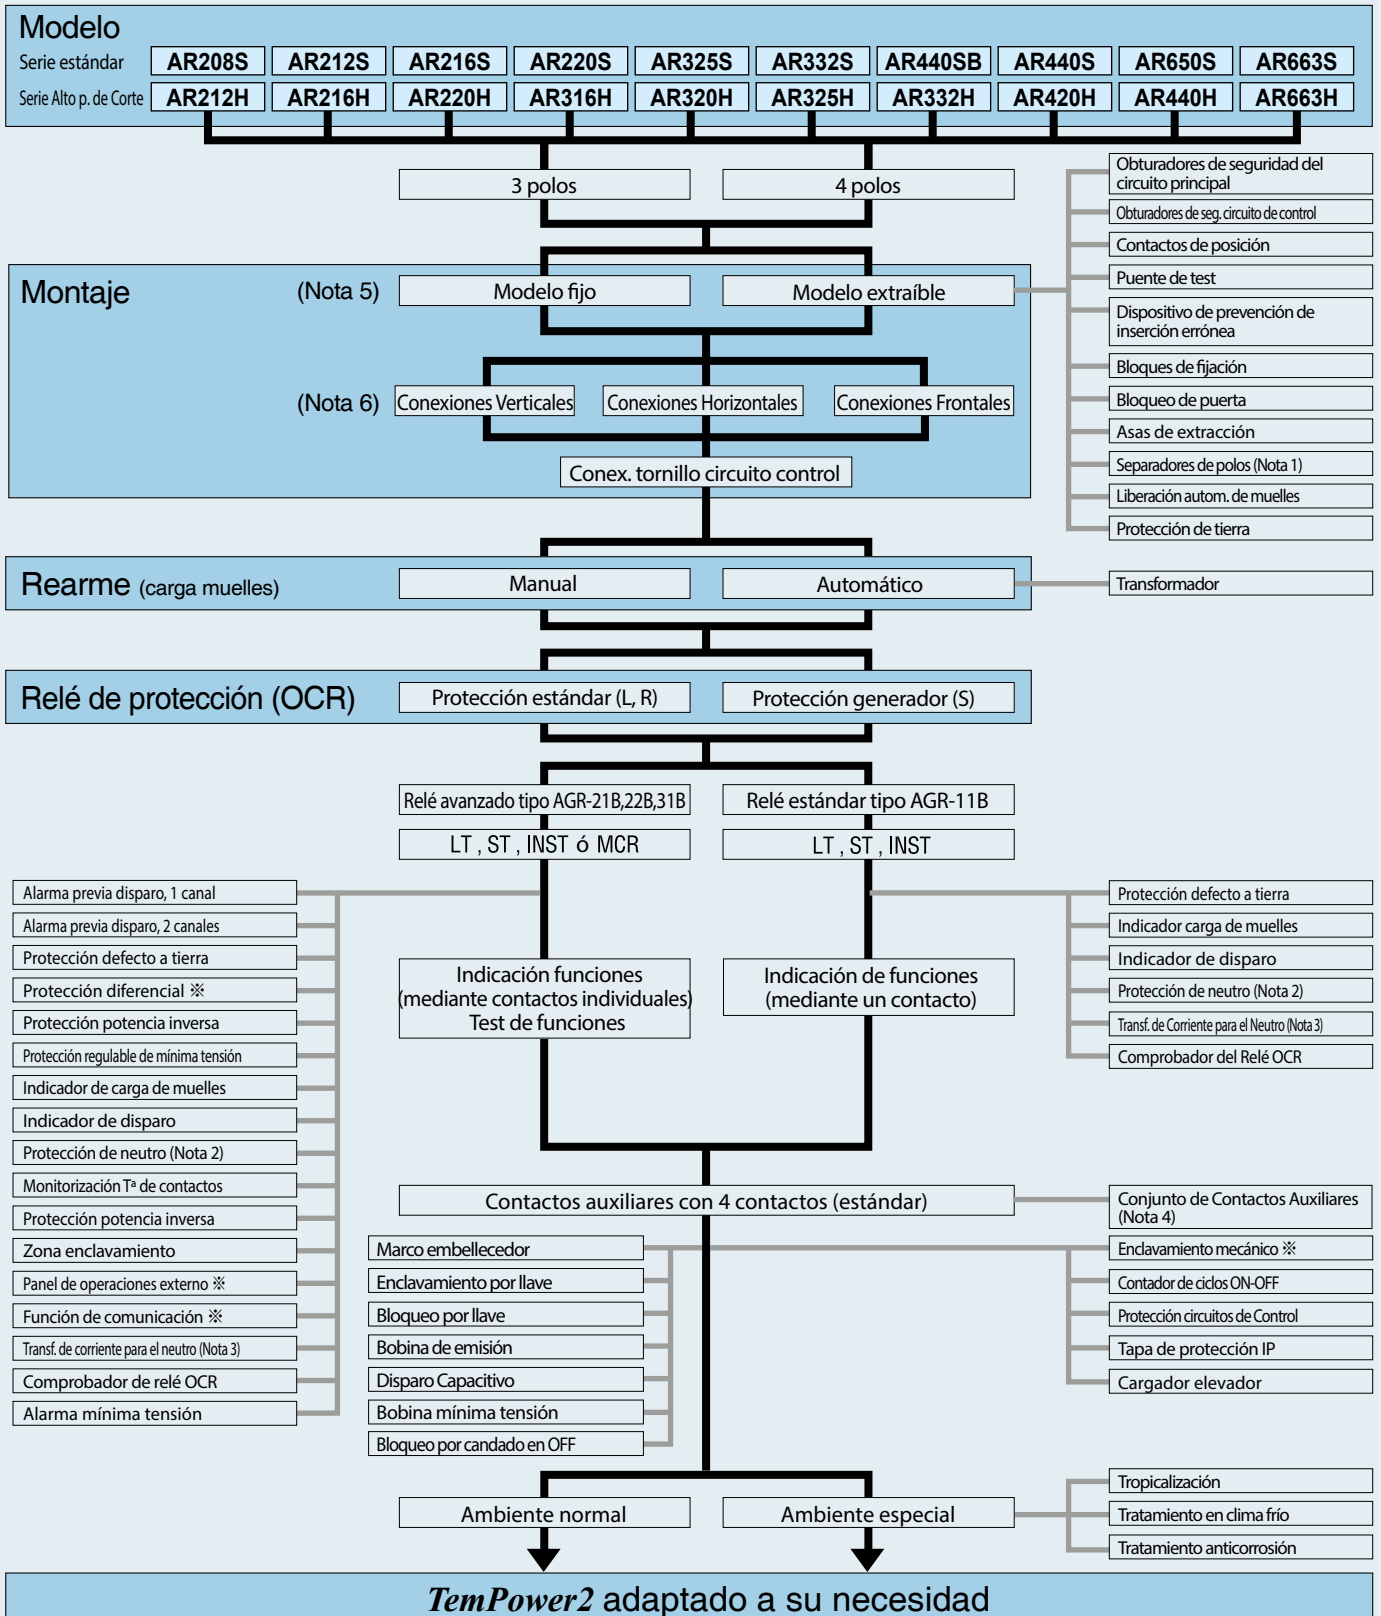 Modelo
Serie estándar AR208S AR212S AR216S AR220S AR325S AR332S AR440SB AR440S AR650S AR663S
Serie Alto p. de Corte AR212H AR216H AR220H AR316H AR320H AR325H AR332H AR420H AR440H AR663H
3 polos
4 polos
Obturadores de seguridad del
circuito principal
Obturadores de seg. circuito de control
Contactos de posición
Puente de test
Dispositivo de prevención de
inserción errónea
Bloques de fijación
Bloqueo de puerta
Asas de extracción
Separadores de polos (Nota 1)
Liberación autom. de muelles
Protección de tierra
Montaje
(Nota 5)
Modelo fijo
Modelo extraíble
(Nota 6)
Conexiones Verticales
Conexiones Horizontales
Conexiones Frontales
Conex. tornillo circuito control
Rearme (carga muelles)
Manual
Automático
Transformador
Relé de protección (OCR)
Protección estándar (L, R)
Protección generador (S)
Relé avanzado tipo AGR-21B,22B,31B
Relé estándar tipo AGR-11B
LT , ST , INST ó MCR
LT , ST , INST
Alarma previa disparo, 1 canal
Alarma previa disparo, 2 canales
Protección defecto a tierra
Protección diferencial ※
Protección potencia inversa
Protección regulable de mínima tensión
Indicador de carga de muelles
Indicador de disparo
Protección de neutro (Nota 2)
Monitorización Tª de contactos
Protección potencia inversa
Zona enclavamiento
Panel de operaciones externo ※
Función de comunicación ※
Transf. de corriente para el neutro (Nota 3)
Comprobador de relé OCR
Alarma mínima tensión
Indicación funciones
(mediante contactos individuales)
Test de funciones
Indicación de funciones
(mediante un contacto)
Protección defecto a tierra
Indicador carga de muelles
Indicador de disparo
Protección de neutro (Nota 2)
Transf. de Corriente para el Neutro (Nota 3)
Comprobador del Relé OCR
Contactos auxiliares con 4 contactos (estándar)
Conjunto de Contactos Auxiliares
(Nota 4)
Marco embellecedor
Enclavamiento por llave
Bloqueo por llave
Bobina de emisión
Disparo Capacitivo
Bobina mínima tensión
Bloqueo por candado en OFF
Enclavamiento mecánico ※
Contador de ciclos ON-OFF
Protección circuitos de Control
Tapa de protección IP
Cargador elevador
Ambiente normal
Ambiente especial
Tropicalización
Tratamiento en clima frío
Tratamiento anticorrosión
TemPower2 adaptado a su necesidad